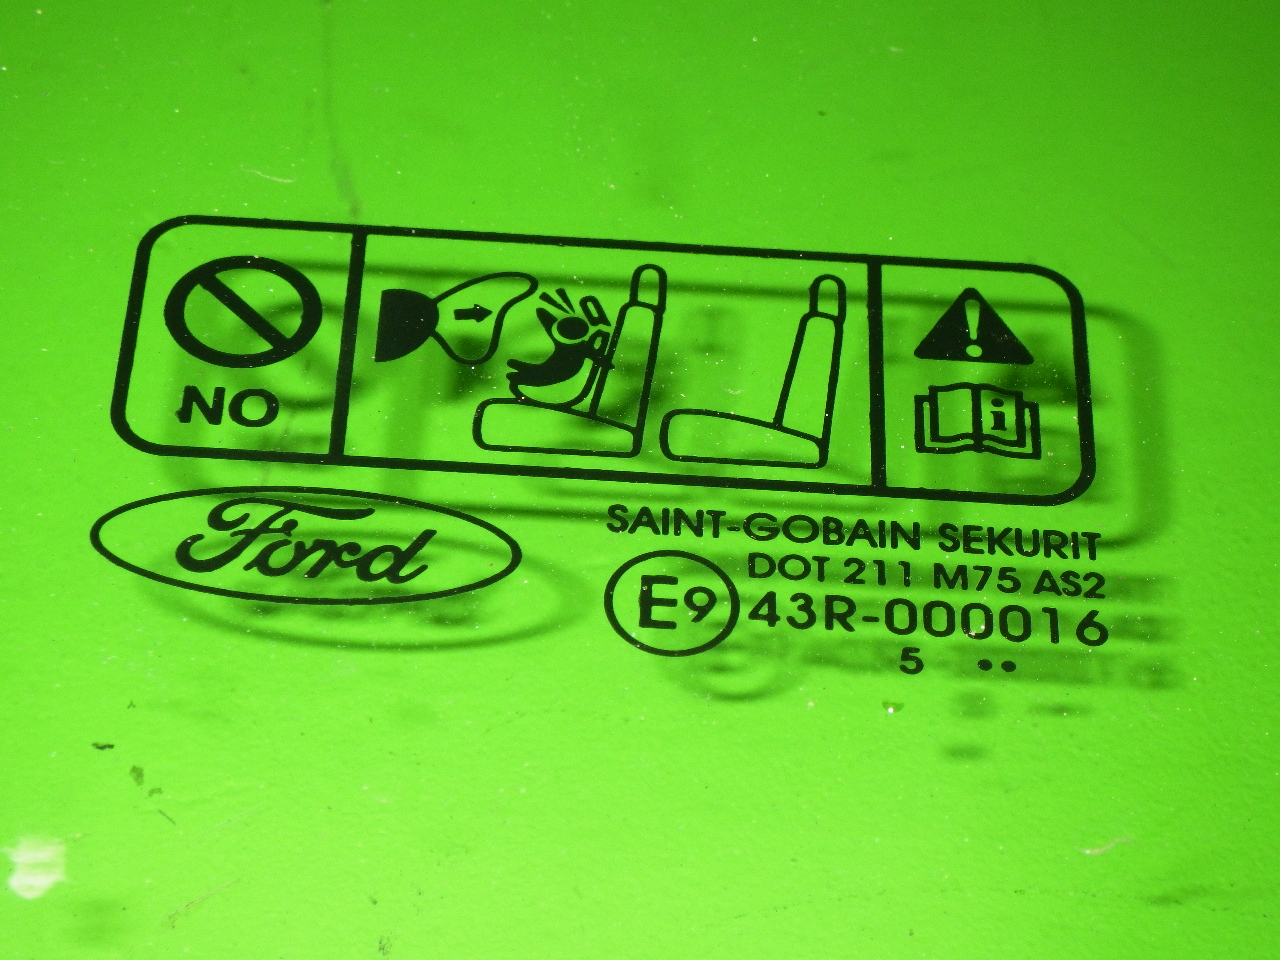 NO
i
Ford
SAINT-GOBAIN SEKURIT
DOT 211 M75 AS2
E9 43R-000016
5 ••